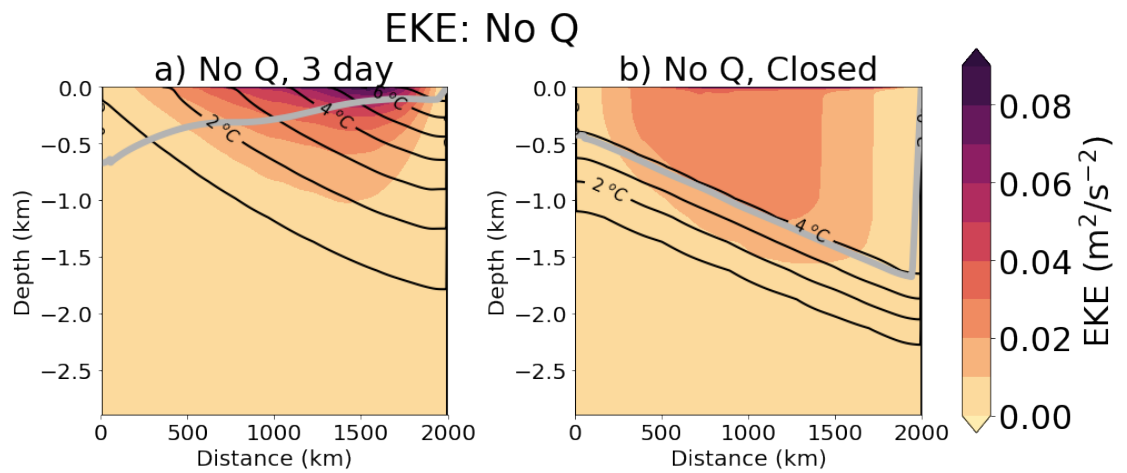 EKE: No Q
a) No Q, 3 day
b) No Q, Closed
0.0
−0.5
−1.0
−1.5
−2.0
−2.5
Depth (km)
2 °C
4 °C
6 °C
0
500
1000
1500
2000
Distance (km)
0.0
−0.5
−1.0
−1.5
−2.0
−2.5
Depth (km)
2 °C
4 °C
0
500
1000
1500
2000
Distance (km)
0.08
0.06
0.04
0.02
0.00
EKE (m²/s⁻²)